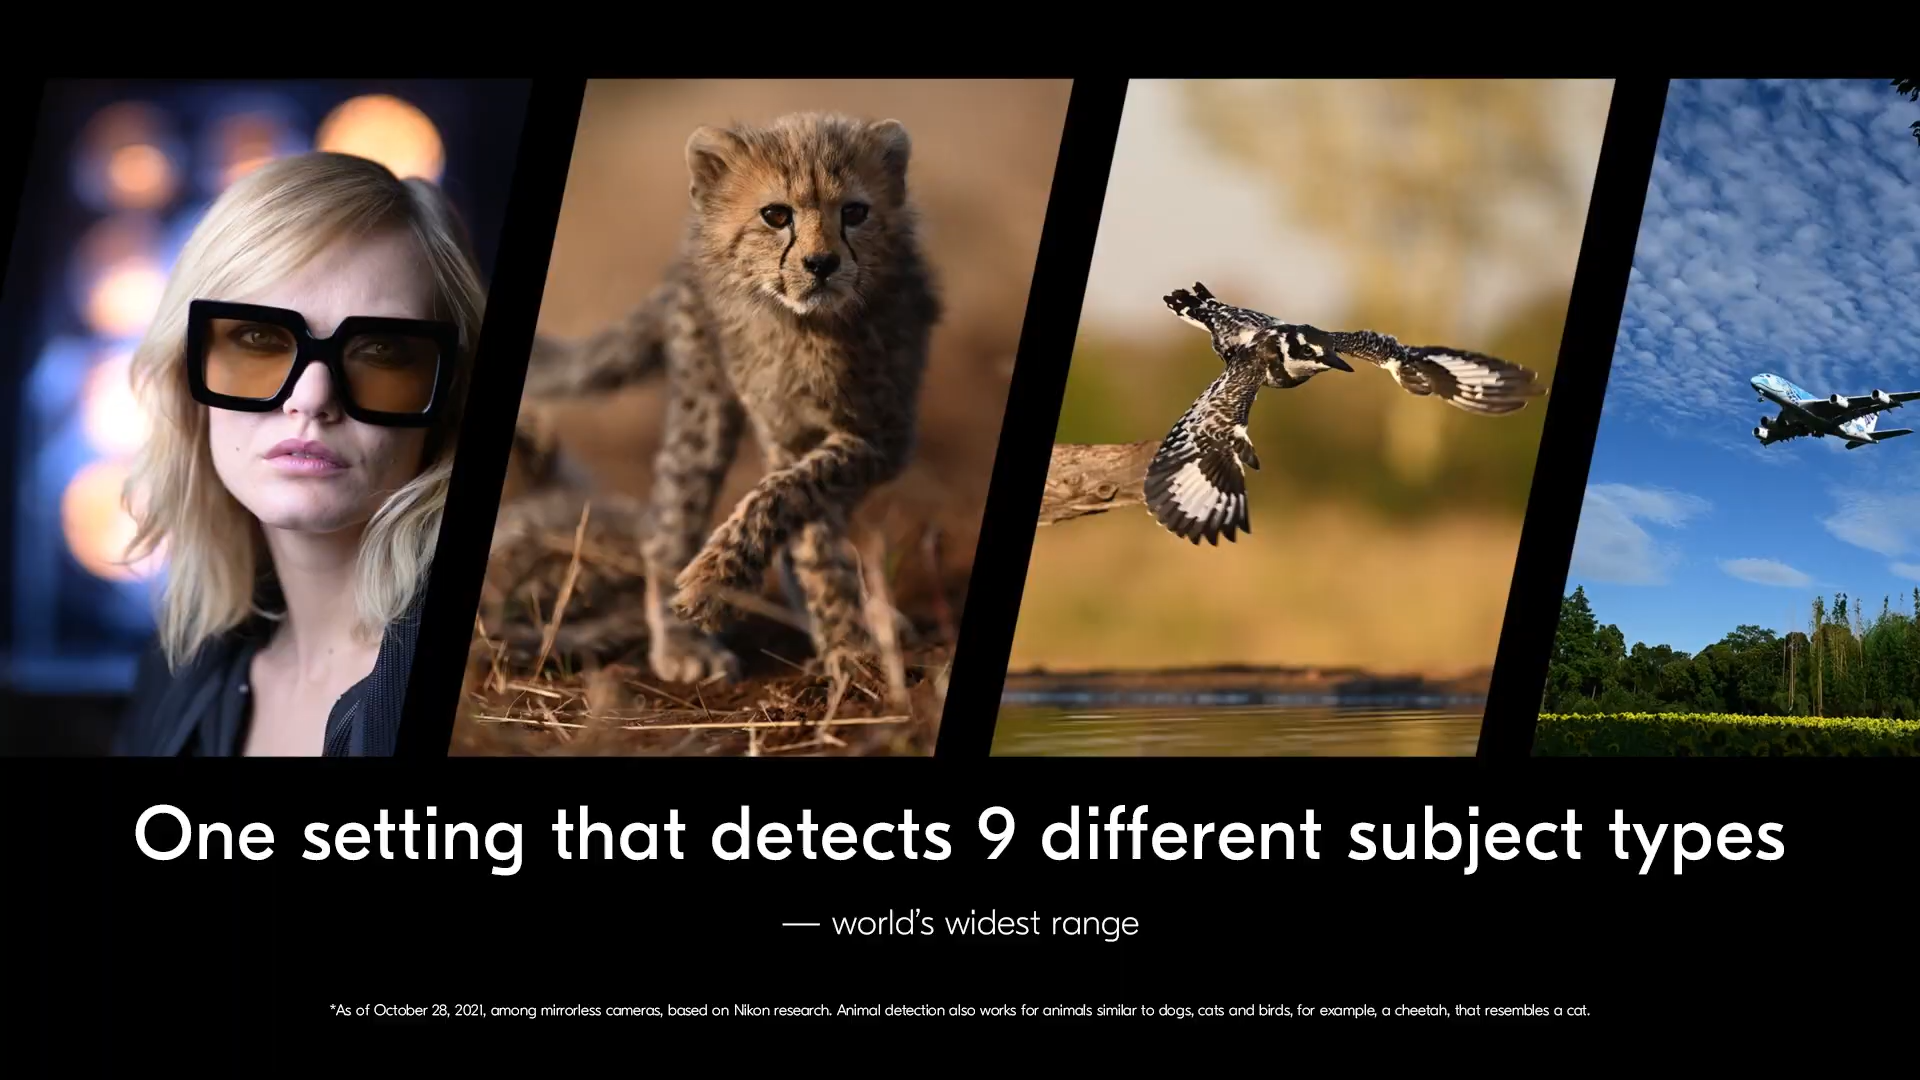 One setting that detects 9 different subject types
— world's widest range
*As of October 28, 2021, among mirrorless cameras, based on Nikon research. Animal detection also works for animals similar to dogs, cats and birds, for example, a cheetah, that resembles a cat.